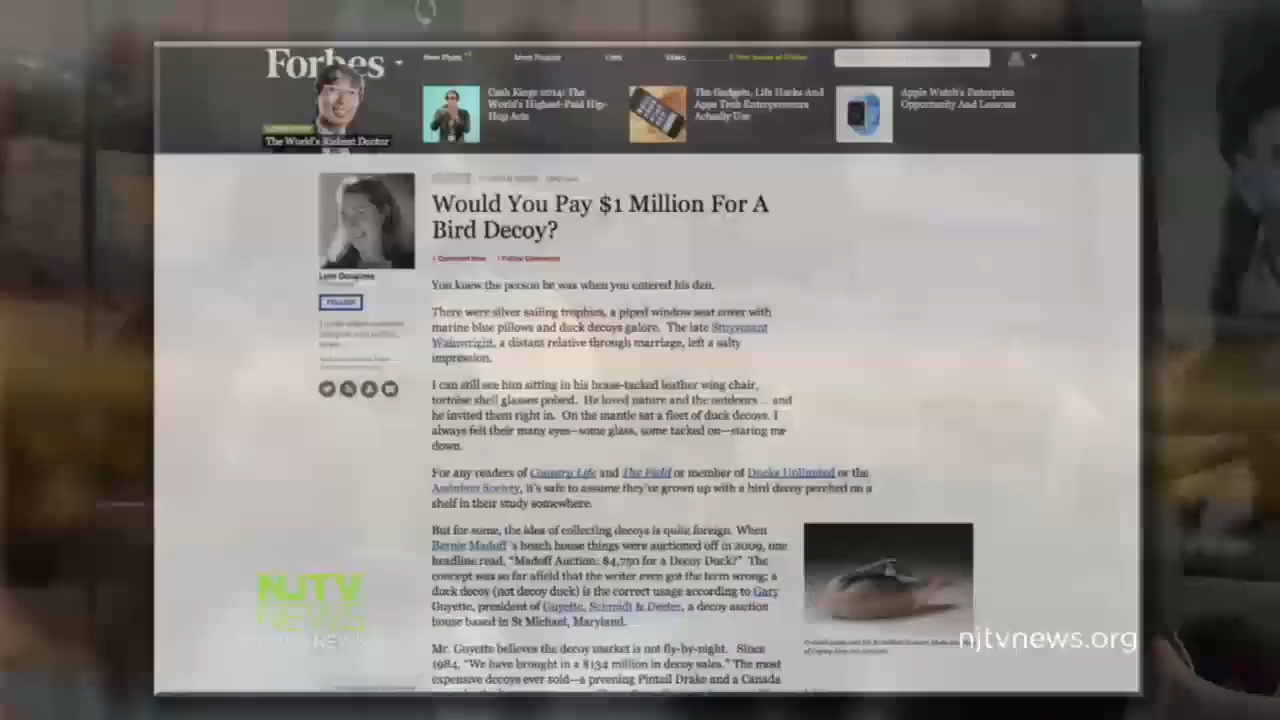 Forbes
The World's Richest Doctor
Most Popular
Lists
Video
Cash Kings 2014: The
World's Highest-Paid Hip-
Hop Acts
The Gadgets, Life Hacks And
Apps Tech Entrepreneurs
Actually Use
Apple Watch's Enterprise
Opportunity And Lessons
Would You Pay $1 Million For A
Bird Decoy?
+ Comment Now
+ Follow Comments
You knew the person he was when you entered his den.
There were silver sailing trophies, a piped window seat cover with
marine blue pillows and duck decoys galore. The late Stuyvesant
Wainwright, a distant relative through marriage, left a salty
impression.
I can still see him sitting in his brass-tacked leather wing chair,
tortoise shell glasses poised. He loved nature and the outdoors ... and
he invited them right in. On the mantle sat a fleet of duck decoys. I
always felt their many eyes—some glass, some tacked on—staring me
down.
For any readers of Country Life and The Field or member of Ducks Unlimited or the
Audubon Society, it's safe to assume they've grown up with a bird decoy perched on a
shelf in their study somewhere.
But for some, the idea of collecting decoys is quite foreign. When
Bernie Madoff 's beach house things were auctioned off in 2009, one
headline read, "Madoff Auction: $4,750 for a Decoy Duck?" The
concept was so far afield that the writer even got the term wrong; a
duck decoy (not decoy duck) is the correct usage according to Gary
Guyette, president of Guyette, Schmidt & Deeter, a decoy auction
house based in St Michael, Maryland.
Mr. Guyette believes the decoy market is not fly-by-night. Since
1984, "We have brought in a $134 million in decoy sales." The most
expensive decoys ever sold—a preening Pintail Drake and a Canada
FOLLOW
NJTV
NEWS
njtvnews.org